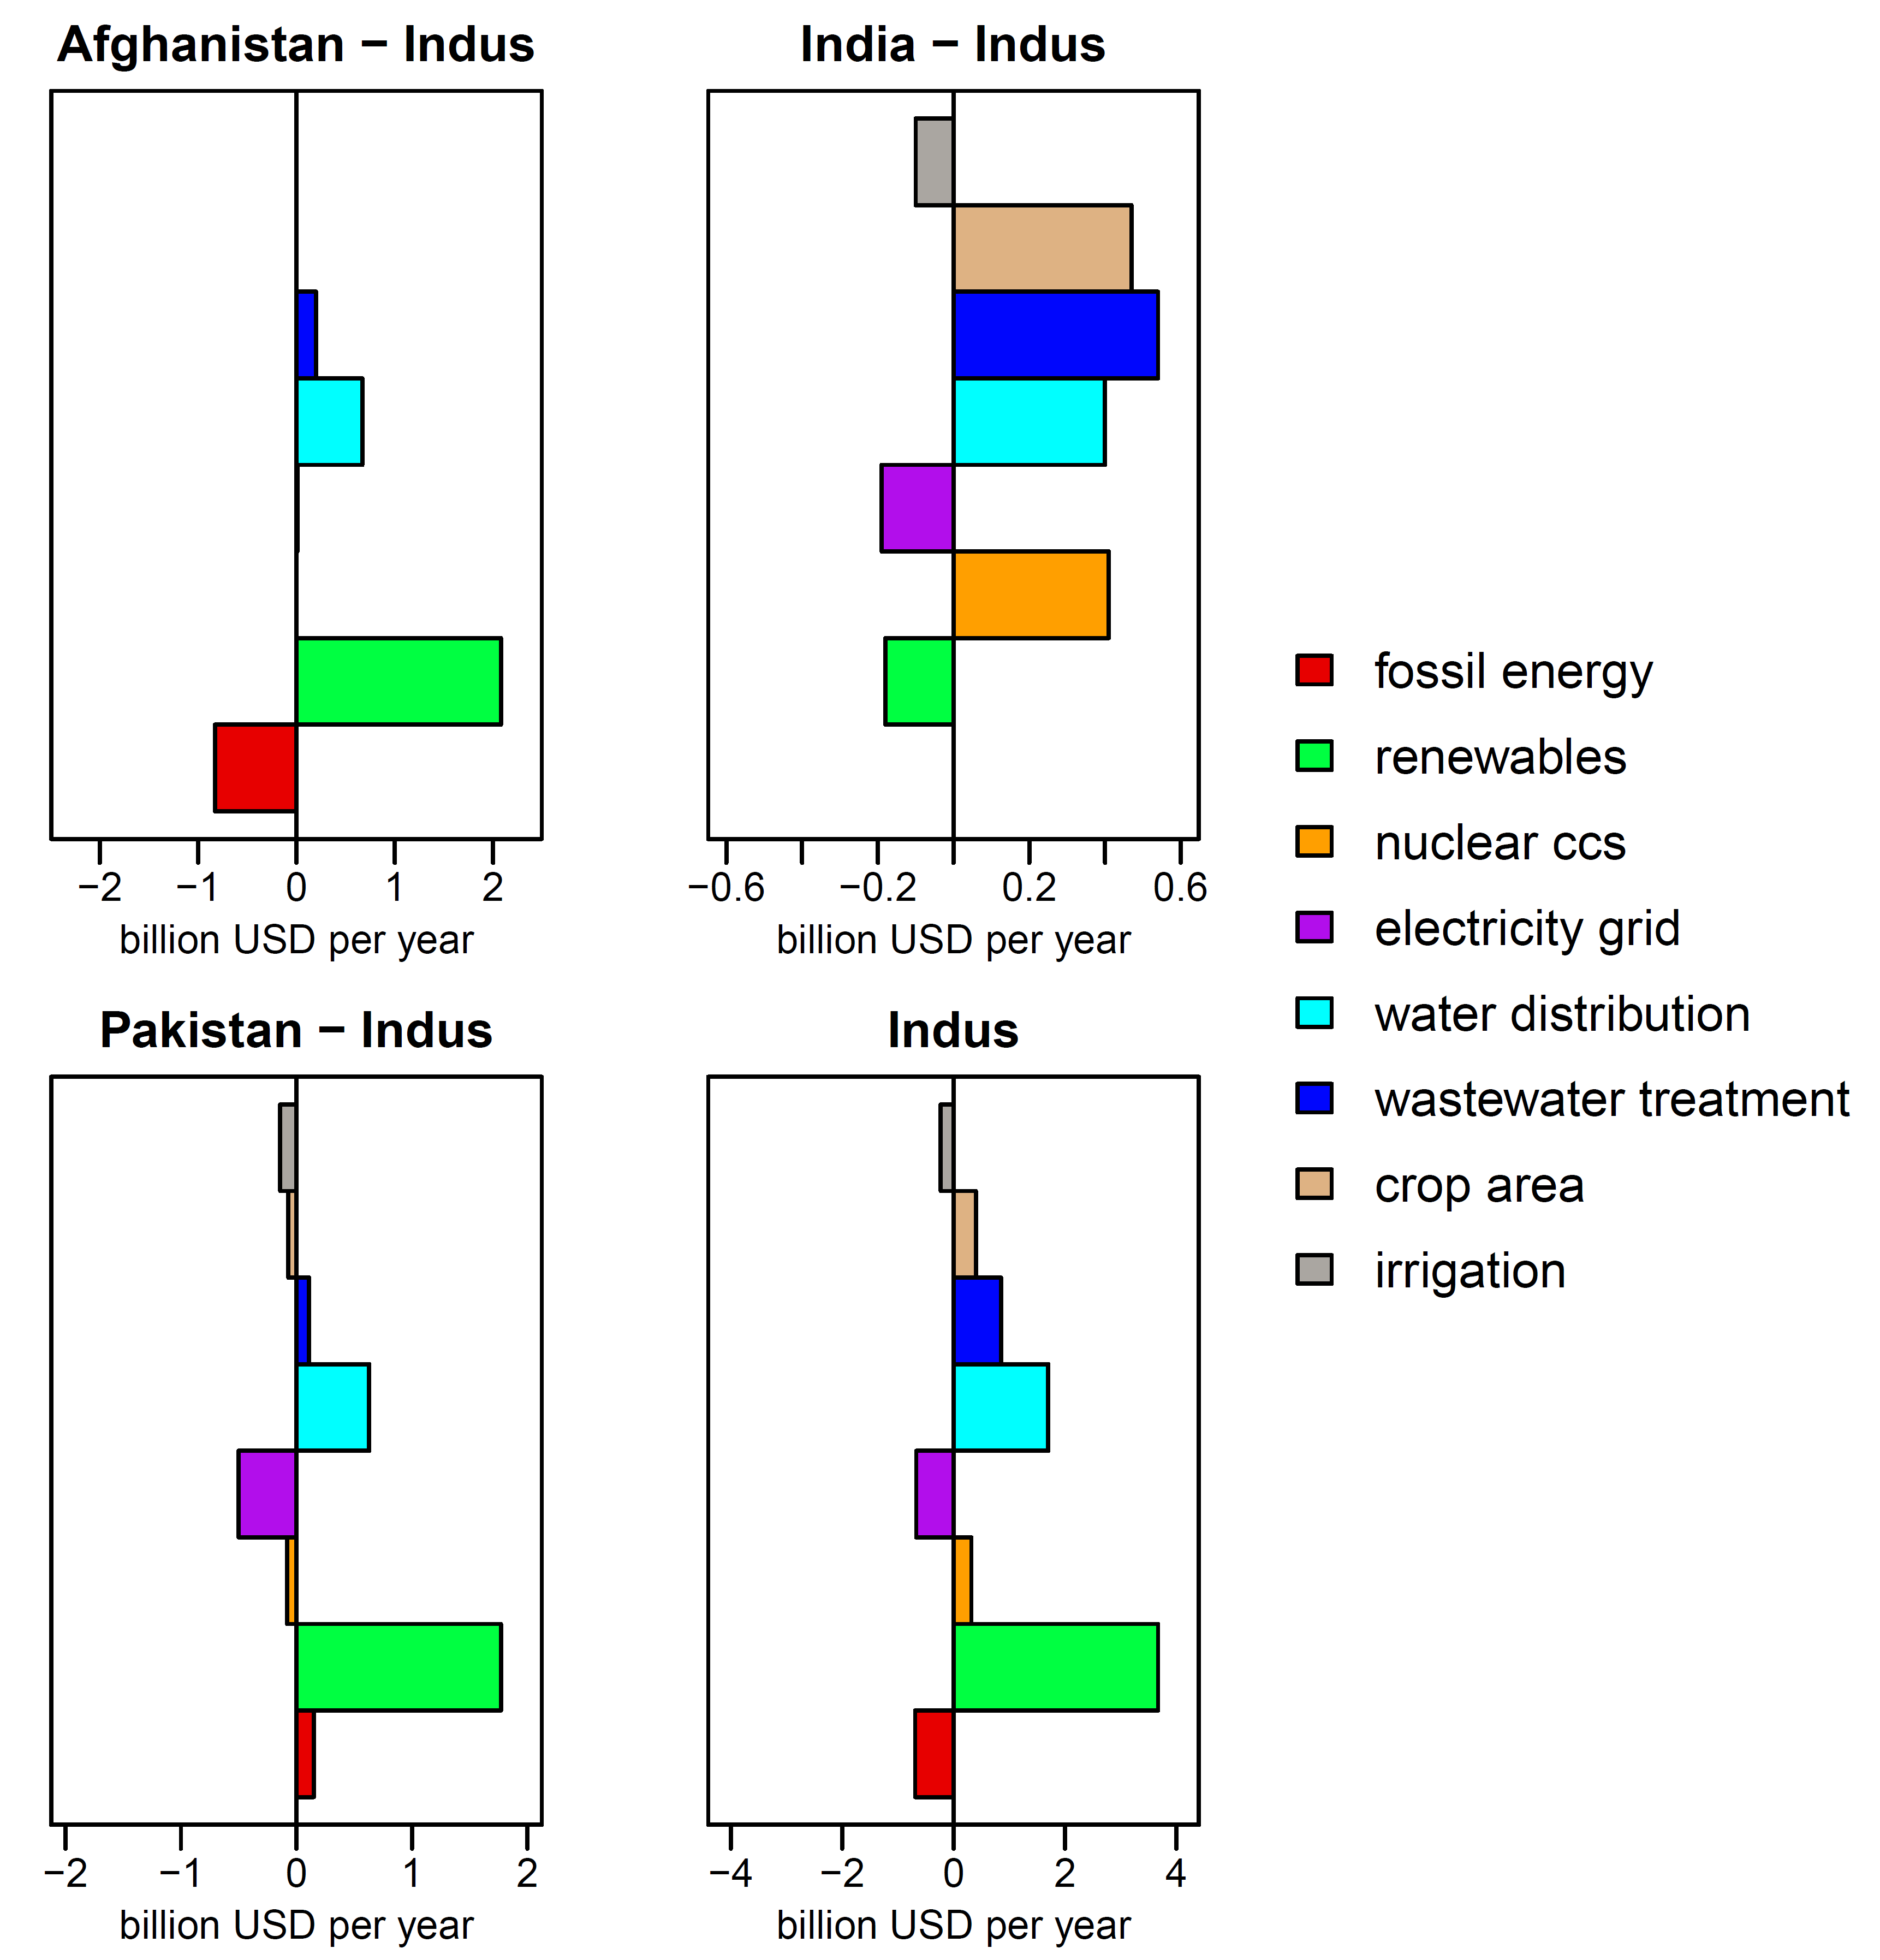 Afghanistan − Indus
India − Indus
−2 −1 0 1 2
−0.6 −0.2 0.2 0.6
billion USD per year
billion USD per year
Pakistan − Indus
Indus
−2 −1 0 1 2
−4 −2 0 2 4
billion USD per year
billion USD per year
fossil energy
renewables
nuclear ccs
electricity grid
water distribution
wastewater treatment
crop area
irrigation